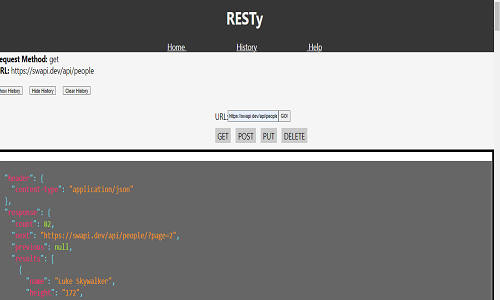 RESTy
Home History Help
equest Method: get
RL: https://swapi.dev/api/people
how History Hide History Clear History
URL: https://swapi.dev/api/people GO!
GET POST PUT DELETE
"header": {
"content-type": "application/json"
},
"response": {
"count": 82,
"next": "https://swapi.dev/api/people/?page=2",
"previous": null,
"results": [
{
"name": "Luke Skywalker",
"height": "172",